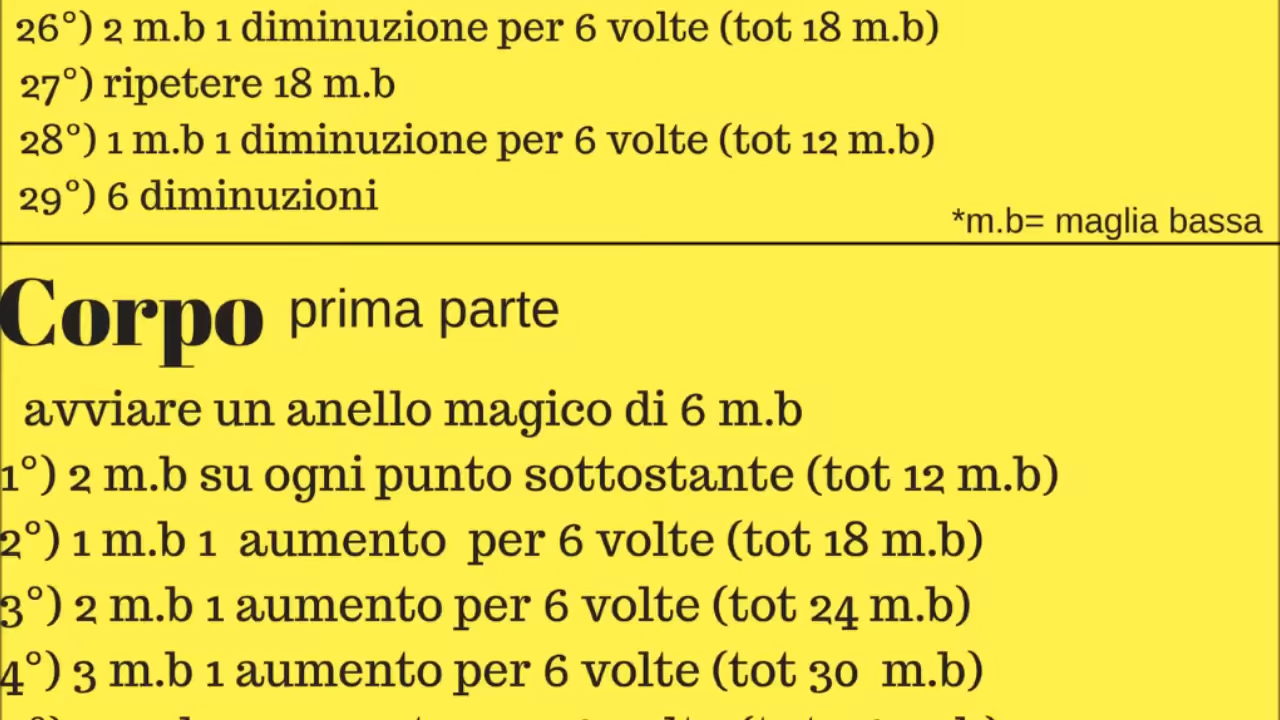 26°) 2 m.b 1 diminuzione per 6 volte (tot 18 m.b)
27°) ripetere 18 m.b
28°) 1 m.b 1 diminuzione per 6 volte (tot 12 m.b)
29°) 6 diminuzioni
*m.b= maglia bassa
Corpo prima parte
avviare un anello magico di 6 m.b
1°) 2 m.b su ogni punto sottostante (tot 12 m.b)
2°) 1 m.b 1 aumento per 6 volte (tot 18 m.b)
3°) 2 m.b 1 aumento per 6 volte (tot 24 m.b)
4°) 3 m.b 1 aumento per 6 volte (tot 30 m.b)